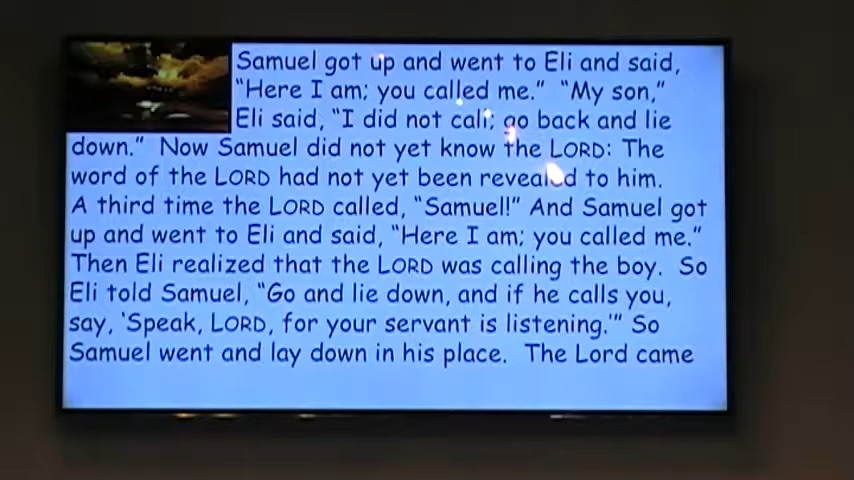 Samuel got up and went to Eli and said,
“Here I am; you called me.”  “My son,”
Eli said, “I did not call; go back and lie
down.”  Now Samuel did not yet know the LORD: The
word of the LORD had not yet been revealed to him.
A third time the LORD called, “Samuel!” And Samuel got
up and went to Eli and said, “Here I am; you called me.”
Then Eli realized that the LORD was calling the boy.  So
Eli told Samuel, “Go and lie down, and if he calls you,
say, ‘Speak, LORD, for your servant is listening.’” So
Samuel went and lay down in his place.  The Lord came